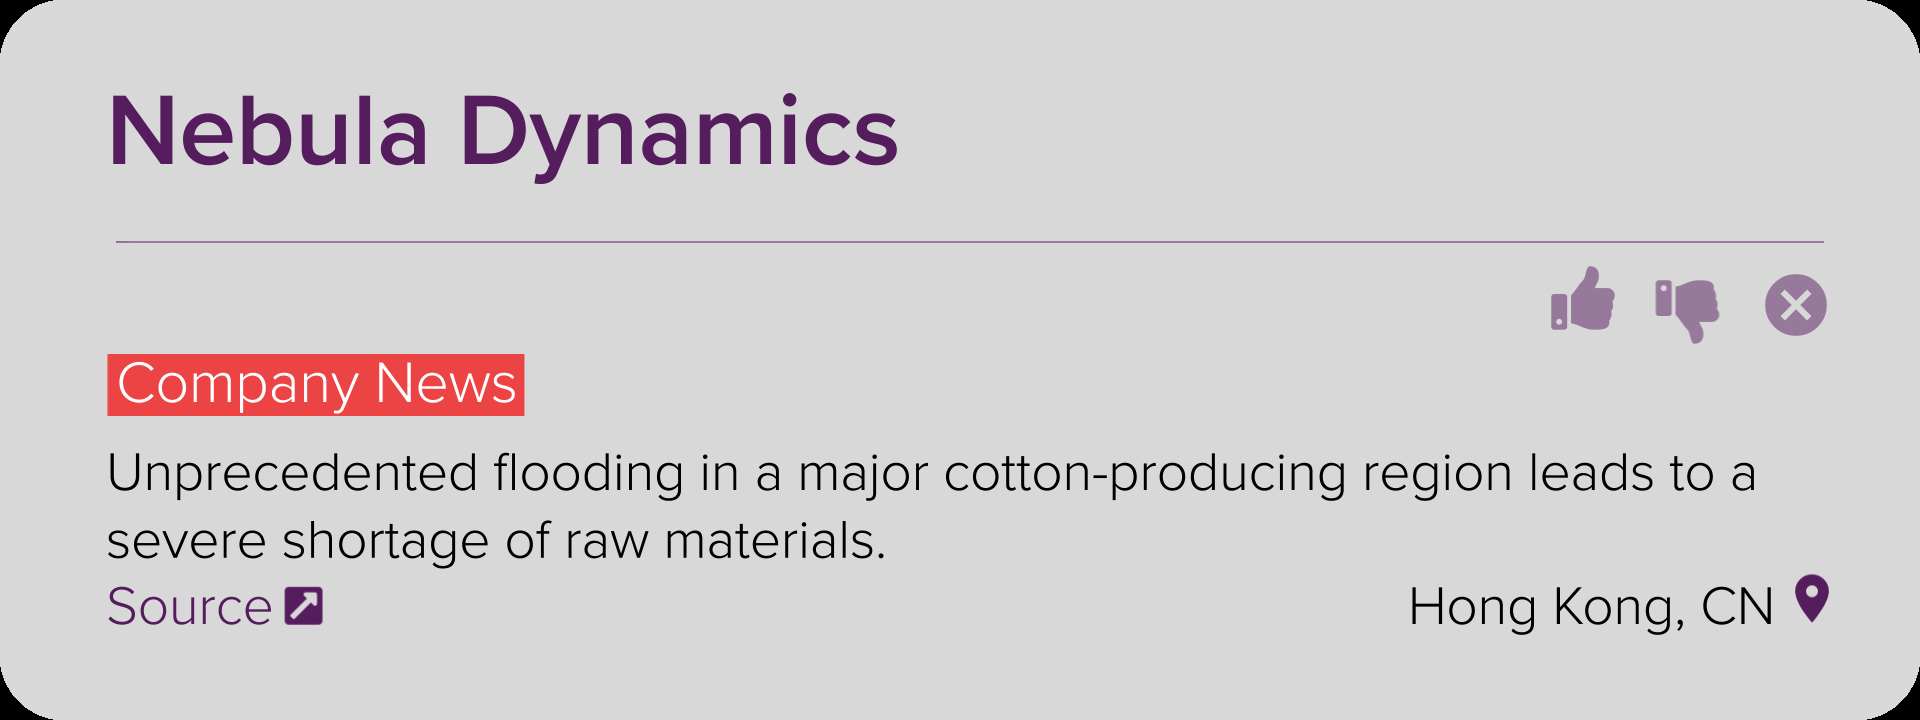 Nebula Dynamics
Company News
Unprecedented flooding in a major cotton-producing region leads to a
severe shortage of raw materials.
Source
Hong Kong, CN